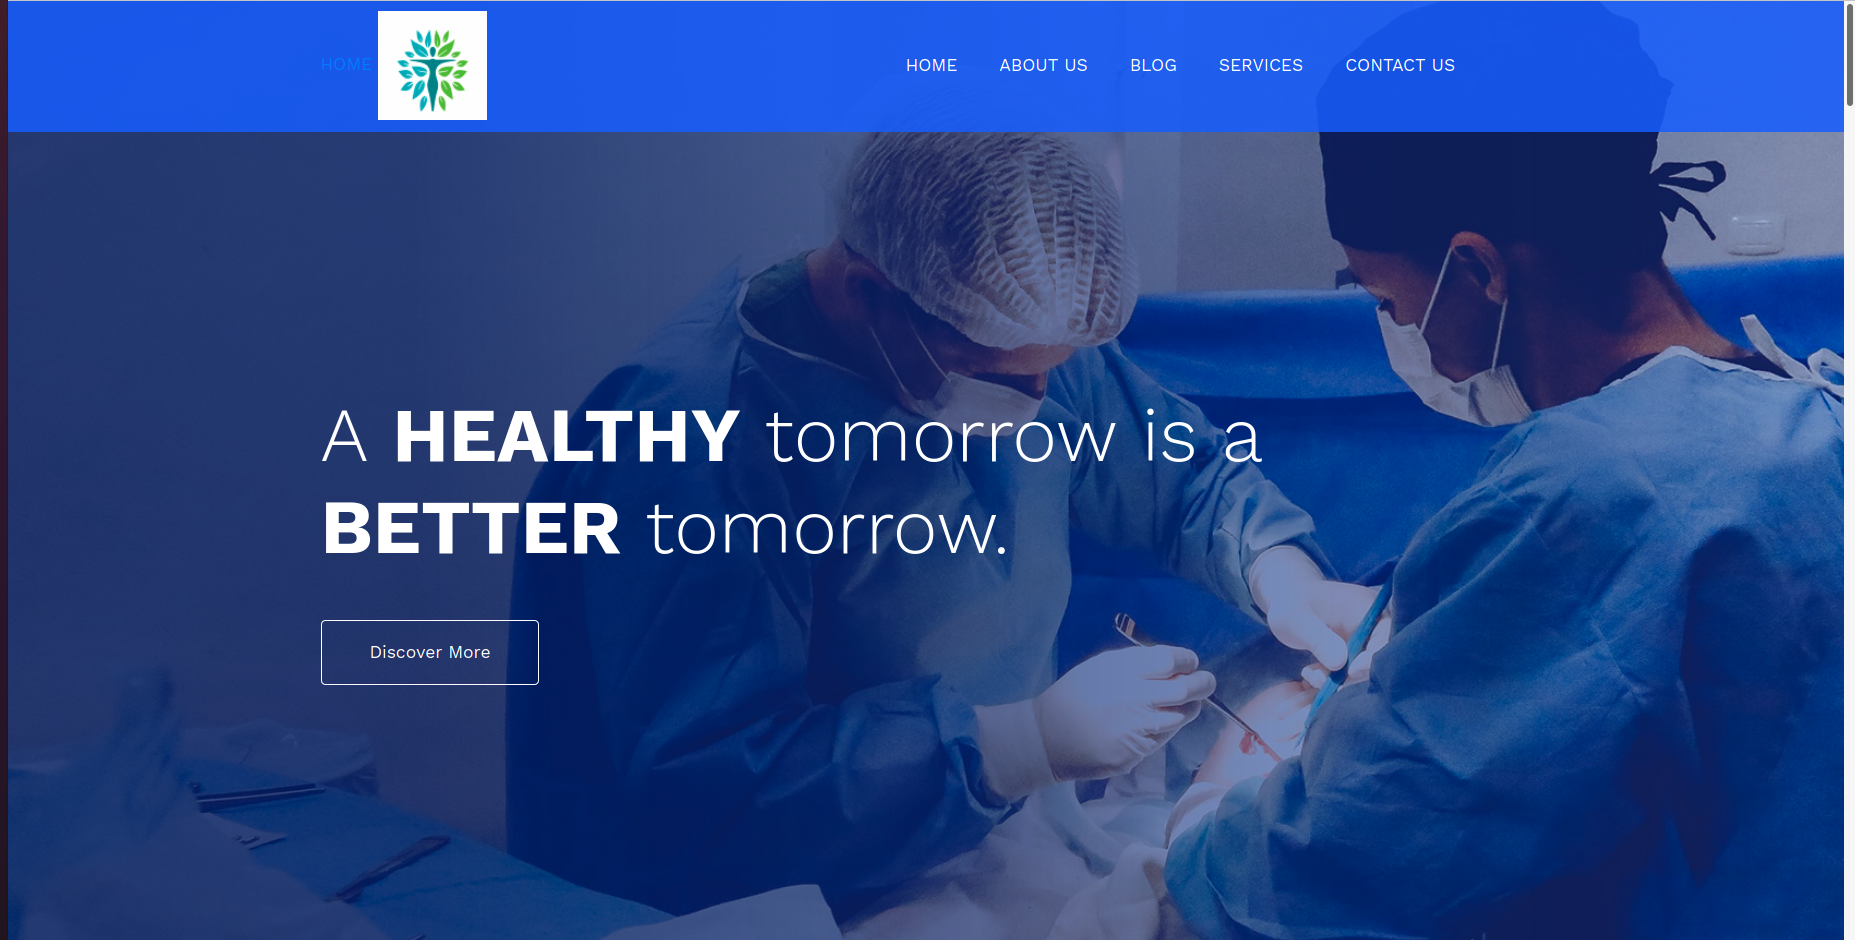 HOME
HOME ABOUT US BLOG SERVICES CONTACT US
A HEALTHY tomorrow is a
BETTER tomorrow.
Discover More